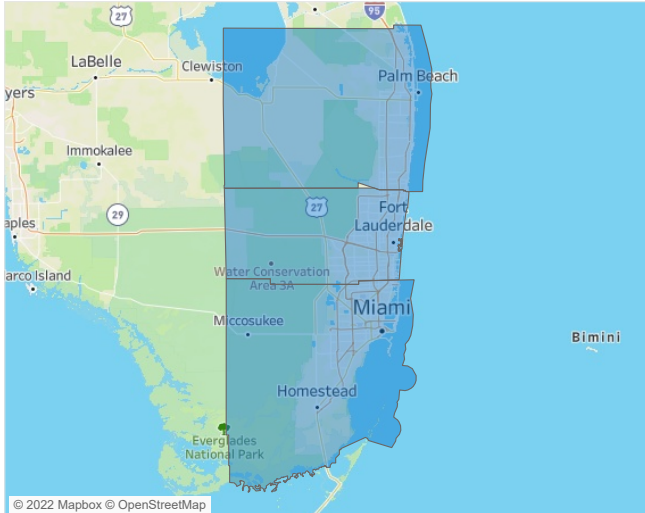 27
95
LaBelle
Clewiston
Palm Beach
yers
Immokalee
29
27
Fort
Lauderdale
aples
Water Conservation
Area 3A
arco Island
Miccosukee
Miami
Bimini
Homestead
Everglades
National Park
© 2022 Mapbox © OpenStreetMap